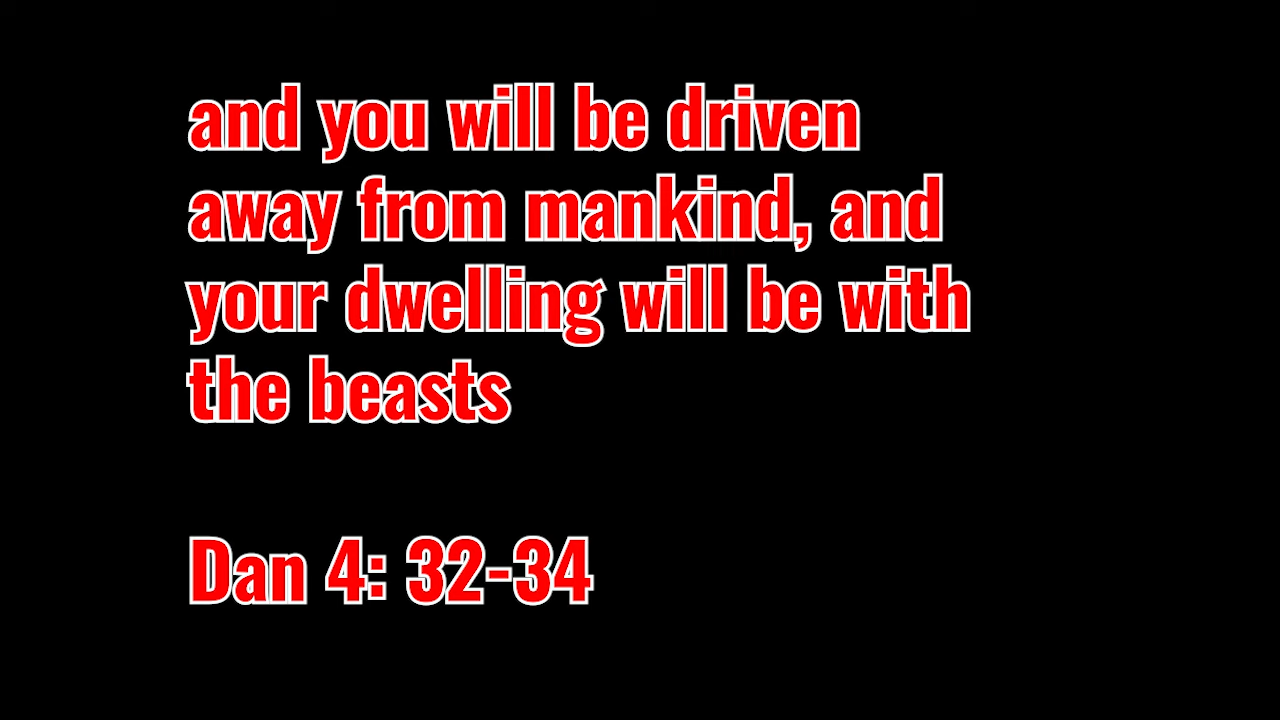 and you will be driven
away from mankind, and
your dwelling will be with
the beasts
Dan 4: 32-34